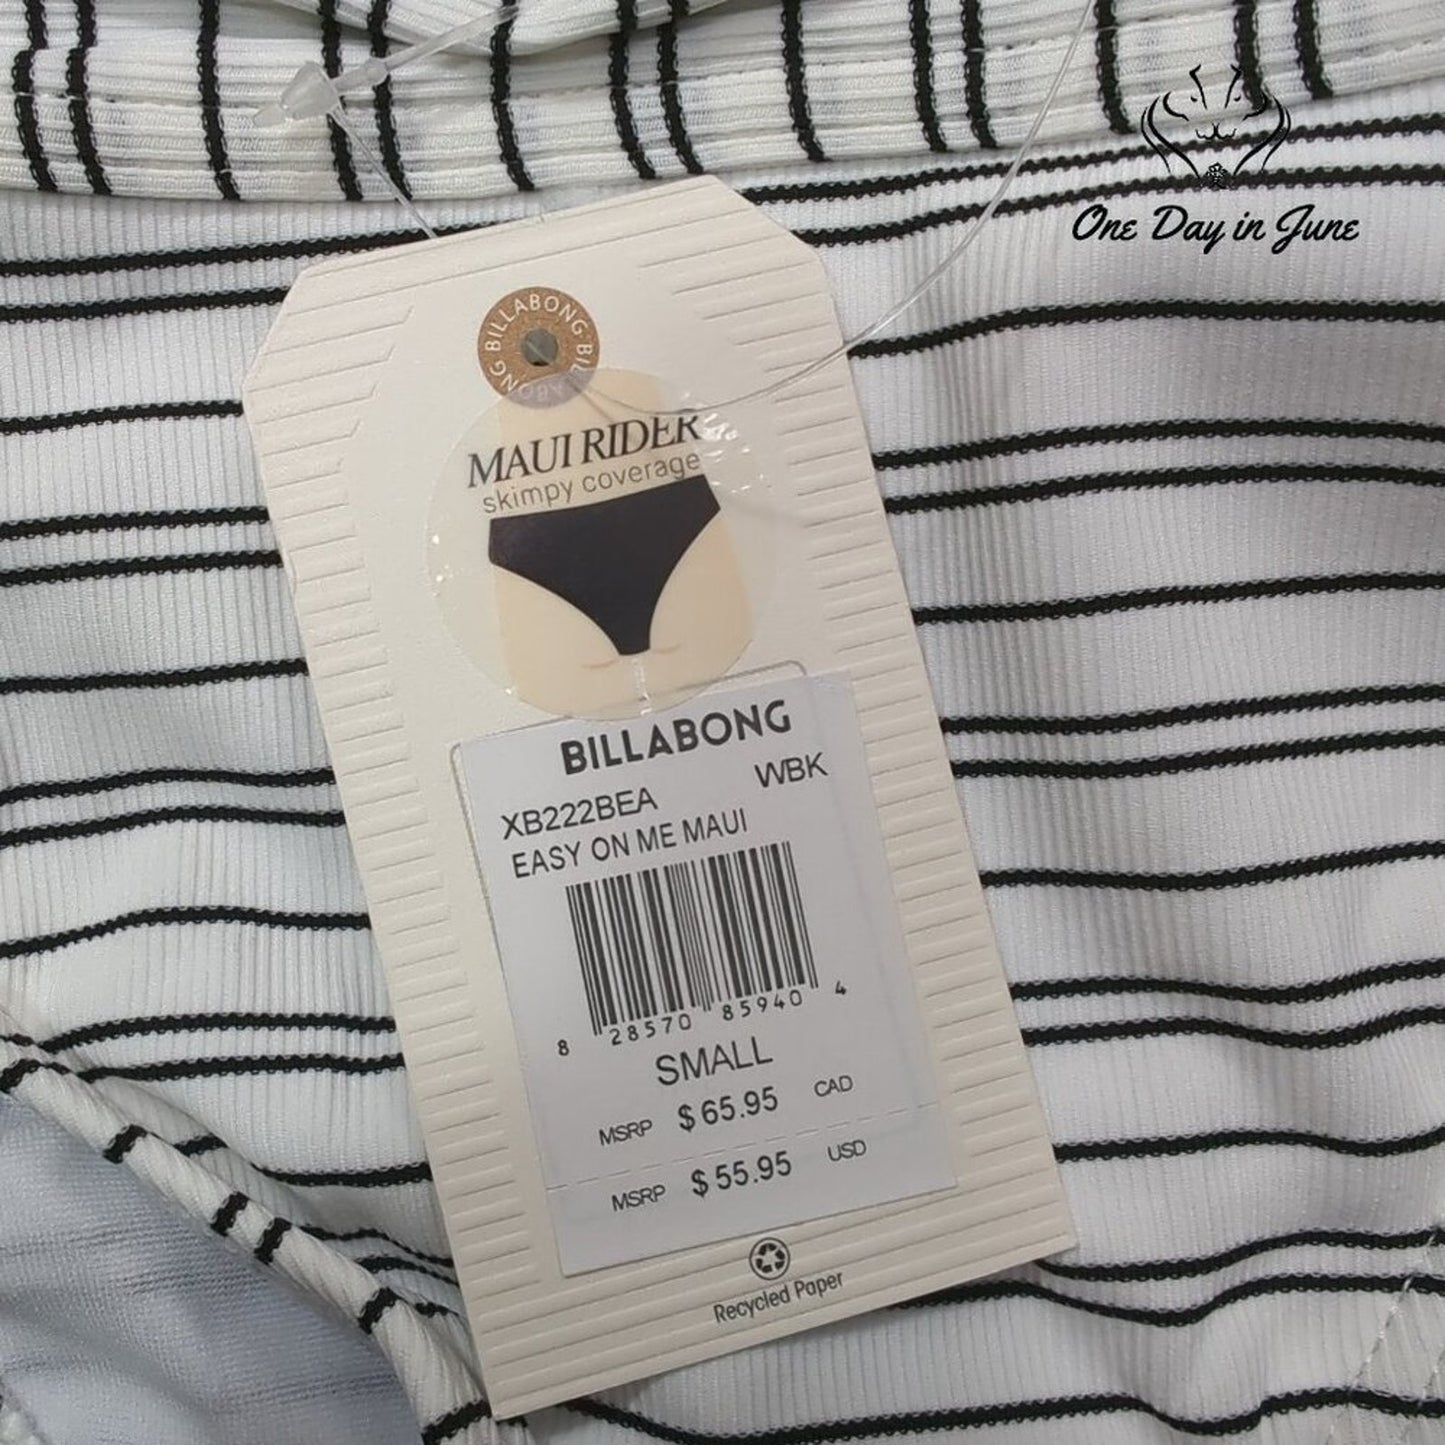 One Day in June
BILLABONG BILLABONG
MAUI RIDER
skimpy coverage
BILLABONG
XB222BEA WBK
EASY ON ME MAUI
8 28570 85940 4
SMALL
MSRP $65.95 CAD
MSRP $55.95 USD
Recycled Paper